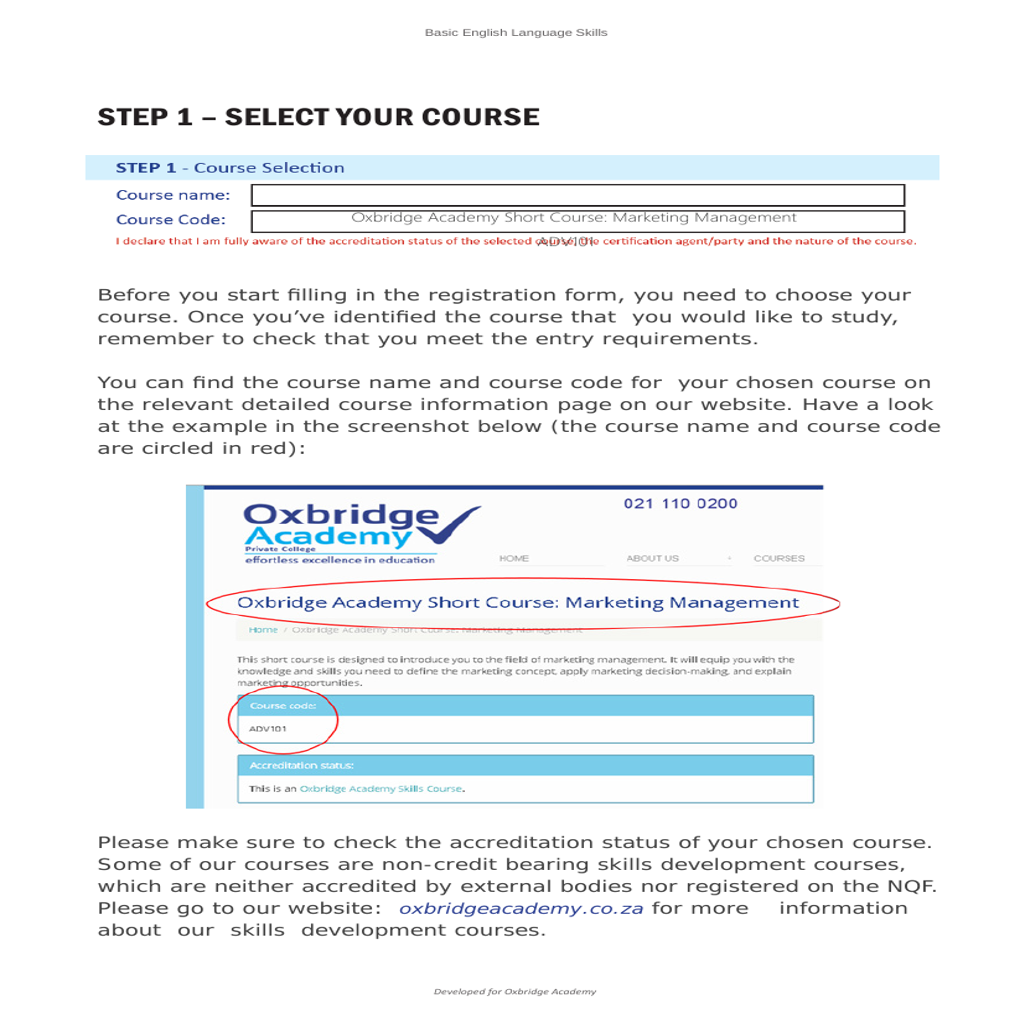 Basic English Language Skills
STEP 1 – SELECT YOUR COURSE
STEP 1 - Course Selection
Course name:
Course Code:
Oxbridge Academy Short Course: Marketing Management
ADV101
I declare that I am fully aware of the accreditation status of the selected course, the certification agent/party and the nature of the course.
Before you start filling in the registration form, you need to choose your
course. Once you’ve identified the course that you would like to study,
remember to check that you meet the entry requirements.
You can find the course name and course code for your chosen course on
the relevant detailed course information page on our website. Have a look
at the example in the screenshot below (the course name and course code
are circled in red):
021 110 0200
Oxbridge
Academy
Private College
effortless excellence in education
HOME ABOUT US COURSES
Oxbridge Academy Short Course: Marketing Management
Home / Oxbridge Academy Short Course: Marketing Management
This short course is designed to introduce you to the field of marketing management. It will equip you with the
knowledge and skills you need to define the marketing concept, apply marketing decision-making, and explain
marketing opportunities.
Course code:
ADV101
Accreditation status:
This is an Oxbridge Academy Skills Course.
Please make sure to check the accreditation status of your chosen course.
Some of our courses are non-credit bearing skills development courses,
which are neither accredited by external bodies nor registered on the NQF.
Please go to our website: oxbridgeacademy.co.za for more information
about our skills development courses.
Developed for Oxbridge Academy